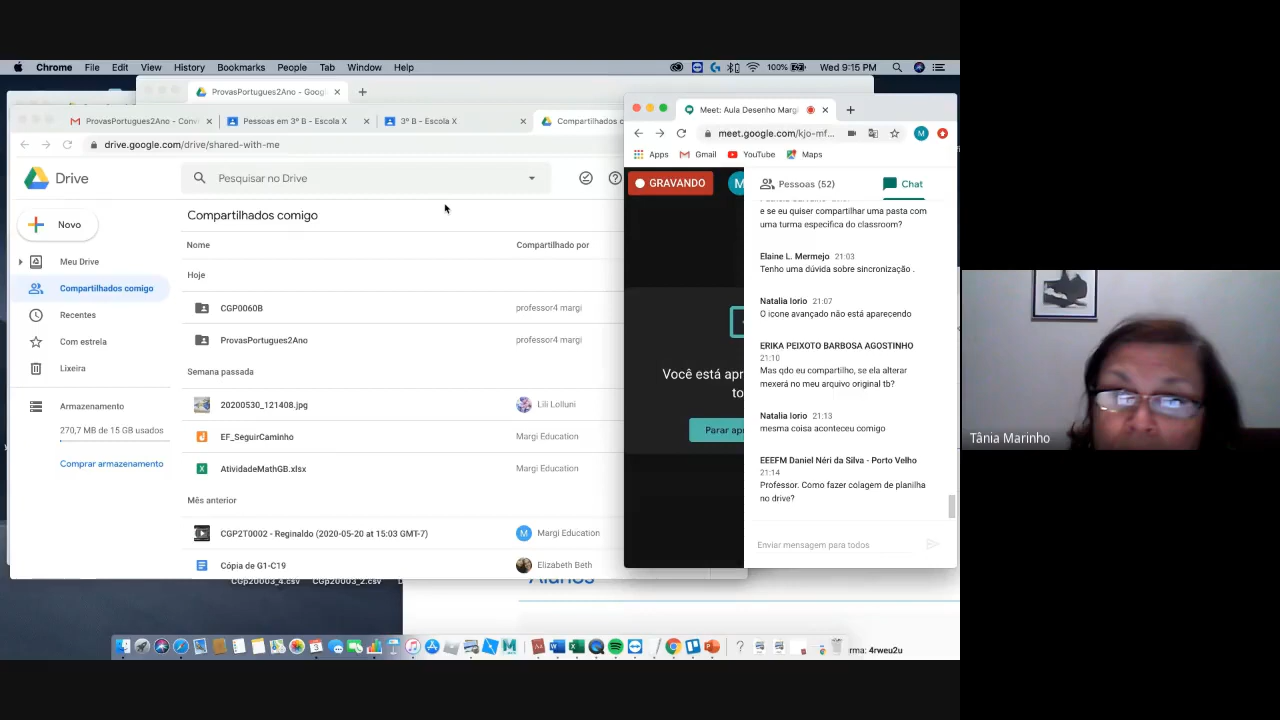 Chrome File Edit View History Bookmarks People Tab Window Help
100% Wed 9:15 PM
ProvasPortugues2Ano - Googl
ProvasPortugues2Ano - Convi
Pessoas em 3º B - Escola X
3º B - Escola X
Compartilhados c
drive.google.com/drive/shared-with-me
Drive
Pesquisar no Drive
Novo
Meu Drive
Compartilhados comigo
Recentes
Com estrela
Lixeira
Armazenamento
270,7 MB de 15 GB usados
Comprar armazenamento
Compartilhados comigo
Nome Compartilhado por
Hoje
CGP0060B professor4 margi
ProvasPortugues2Ano professor4 margi
Semana passada
20200530_121408.jpg Lili Lolluni
EF_SeguirCaminho Margi Education
AtividadeMathGB.xlsx Margi Education
Mês anterior
CGP2T0002 - Reginaldo (2020-05-20 at 15:03 GMT-7) Margi Education
Cópia de G1-C19 Elizabeth Beth
CGp20003_4.csv CGP20003_2.csv
Alunos
rma: 4rweu2u
Meet: Aula Desenho Margi
meet.google.com/kjo-mf...
M
Apps Gmail YouTube Maps
GRAVANDO
M
Você está apr
to
Parar apr
Pessoas (52) Chat
e se eu quiser compartilhar uma pasta com
uma turma especifica do classroom?
Elaine L. Mermejo 21:03
Tenho uma dúvida sobre sincronização .
Natalia Iorio 21:07
O icone avançado não está aparecendo
ERIKA PEIXOTO BARBOSA AGOSTINHO
21:10
Mas qdo eu compartilho, se ela alterar
mexerá no meu arquivo original tb?
Natalia Iorio 21:13
mesma coisa aconteceu comigo
EEEFM Daniel Néri da Silva - Porto Velho
21:14
Professor. Como fazer colagem de planilha
no drive?
Enviar mensagem para todos
Tânia Marinho